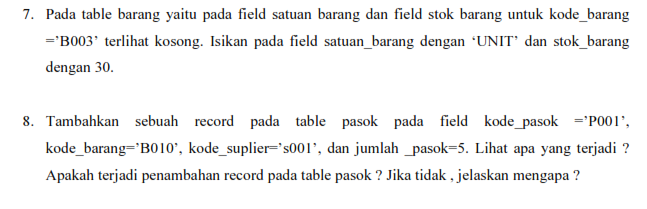 7. Pada table barang yaitu pada field satuan barang dan field stok barang untuk kode_barang
=’B003’ terlihat kosong. Isikan pada field satuan_barang dengan ‘UNIT’ dan stok_barang
dengan 30.
8. Tambahkan sebuah record pada table pasok pada field kode_pasok =’P001’,
kode_barang=’B010’, kode_suplier=’s001’, dan jumlah _pasok=5. Lihat apa yang terjadi ?
Apakah terjadi penambahan record pada table pasok ? Jika tidak , jelaskan mengapa ?